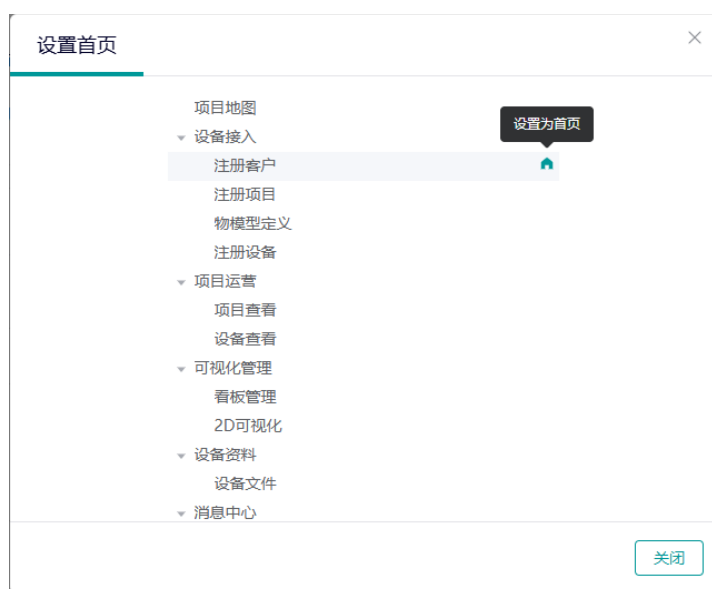 设置首页
项目地图
设置为首页
设备接入
注册客户
注册项目
物模型定义
注册设备
项目运营
项目查看
设备查看
可视化管理
看板管理
2D可视化
设备资料
设备文件
消息中心
关闭